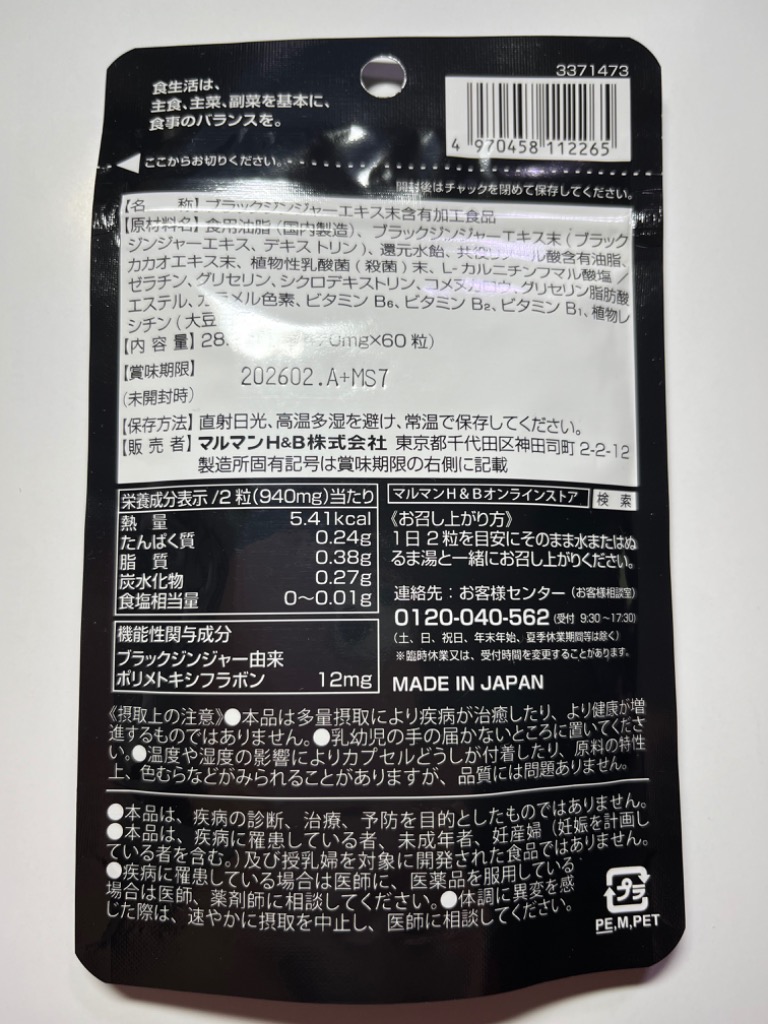 食生活は、
主食、主菜、副菜を基本に、
食事のバランスを。
3371473
4 970458 112265
ここからお切りください。
開封後はチャックを閉めて保存してください。
【名 称】ブラックジンジャーエキス末含有加工食品
【原材料名】食用油脂(国内製造)、ブラックジンジャーエキス末(ブラック
ジンジャーエキス、デキストリン)、還元水飴、共役リノール酸含有油脂、
カカオエキス末、植物性乳酸菌(殺菌)末、L-カルニチンフマル酸塩/
ゼラチン、グリセリン、シクロデキストリン、コメヌカロウ、グリセリン脂肪酸
エステル、カラメル色素、ビタミンB₆、ビタミンB₂、ビタミンB₁、植物レ
シチン(大豆
【内 容 量】28. 0mg×60粒)
【賞味期限】
(未開封時)
202602.A+MS7
【保存方法】直射日光、高温多湿を避け、常温で保存してください。
【販 売 者】マルマンH&B株式会社 東京都千代田区神田司町2-2-12
製造所固有記号は賞味期限の右側に記載
栄養成分表示/2粒(940mg)当たり
熱 量 5.41kcal
たんぱく質 0.24g
脂 質 0.38g
炭水化物 0.27g
食塩相当量 0〜0.01g
機能性関与成分
ブラックジンジャー由来
ポリメトキシフラボン 12mg
マルマンH&Bオンラインストア 検索
《お召し上がり方》
1日2粒を目安にそのまま水またはぬ
るま湯と一緒にお召し上がりください。
連絡先：お客様センター(お客様相談室)
0120-040-562(受付 9:30〜17:30)
(土、日、祝日、年末年始、夏季休業期間等は除く)
※臨時休業又は、受付時間を変更することがあります。
MADE IN JAPAN
《摂取上の注意》●本品は多量摂取により疾病が治癒したり、より健康が増
進するものではありません。●乳幼児の手の届かないところに置いてくださ
い。●温度や湿度の影響によりカプセルどうしが付着したり、原料の特性
上、色むらなどがみられることがありますが、品質には問題ありません。
●本品は、疾病の診断、治療、予防を目的としたものではありません。
●本品は、疾病に罹患している者、未成年者、妊産婦(妊娠を計画し
ている者を含む。)及び授乳婦を対象に開発された食品ではありません。
●疾病に罹患している場合は医師に、医薬品を服用している
場合は医師、薬剤師に相談してください。●体調に異変を感
じた際は、速やかに摂取を中止し、医師に相談してください。
プラ
PE,M,PET